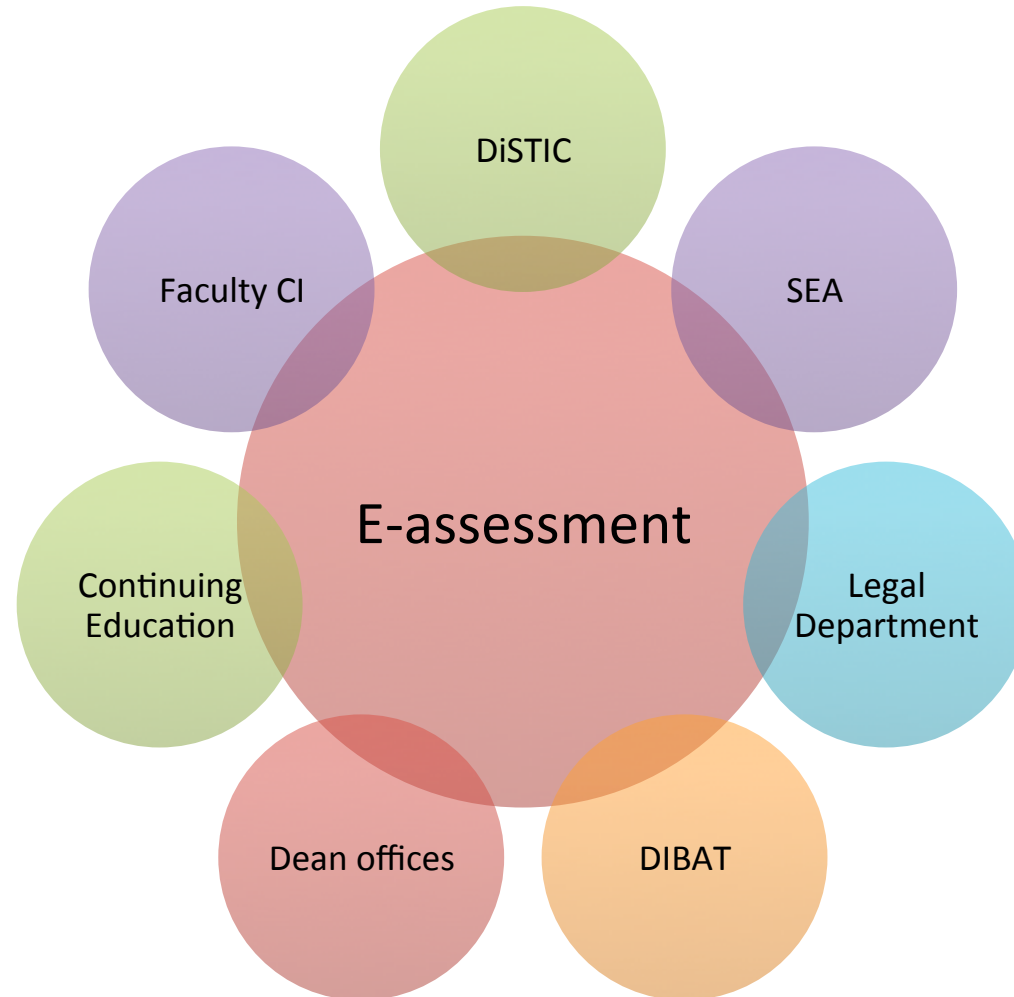 DiSTIC
Faculty CI
SEA
E-assessment
Continuing
Education
Legal
Department
Dean offices
DIBAT